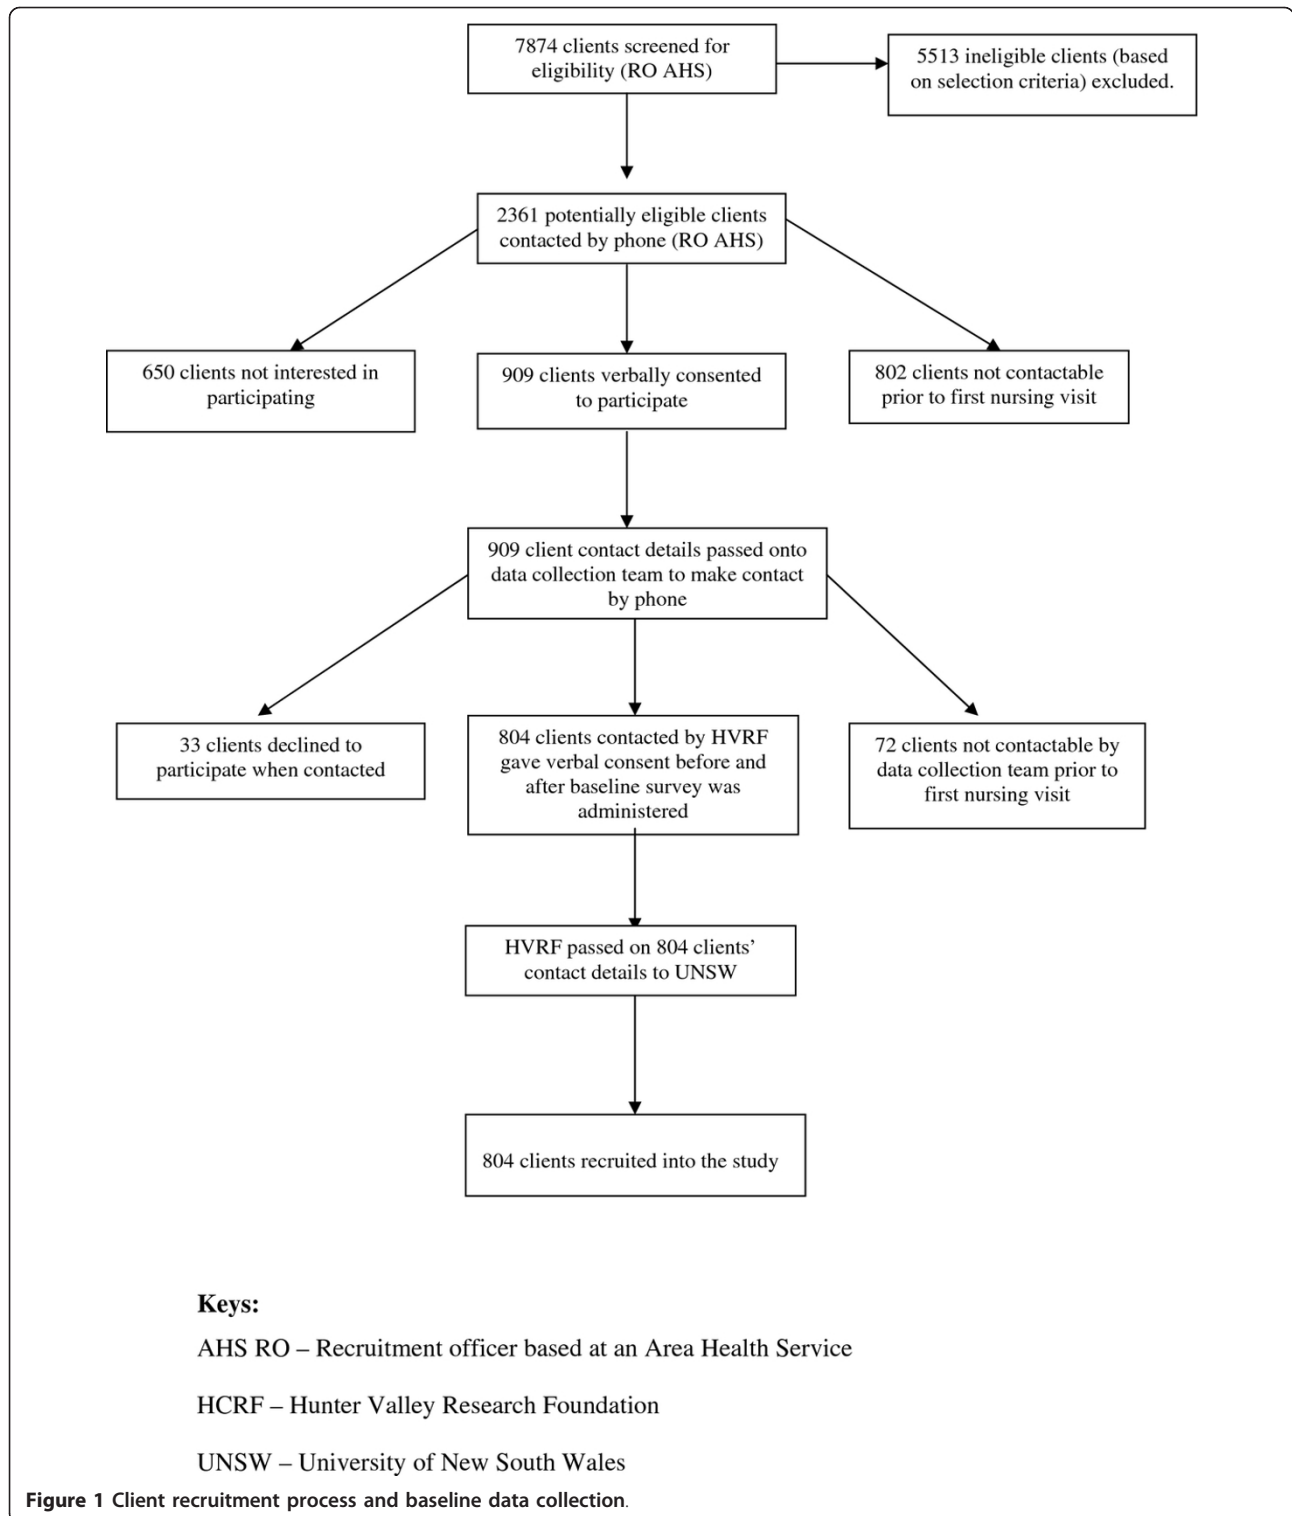 7874 clients screened for
eligibility (RO AHS)
5513 ineligible clients (based
on selection criteria) excluded.
2361 potentially eligible clients
contacted by phone (RO AHS)
650 clients not interested in
participating
909 clients verbally consented
to participate
802 clients not contactable
prior to first nursing visit
909 client contact details passed onto
data collection team to make contact
by phone
33 clients declined to
participate when contacted
804 clients contacted by HVRF
gave verbal consent before and
after baseline survey was
administered
72 clients not contactable by
data collection team prior to
first nursing visit
HVRF passed on 804 clients’
contact details to UNSW
804 clients recruited into the study
Keys:
AHS RO – Recruitment officer based at an Area Health Service
HCRF – Hunter Valley Research Foundation
UNSW – University of New South Wales
Figure 1 Client recruitment process and baseline data collection.